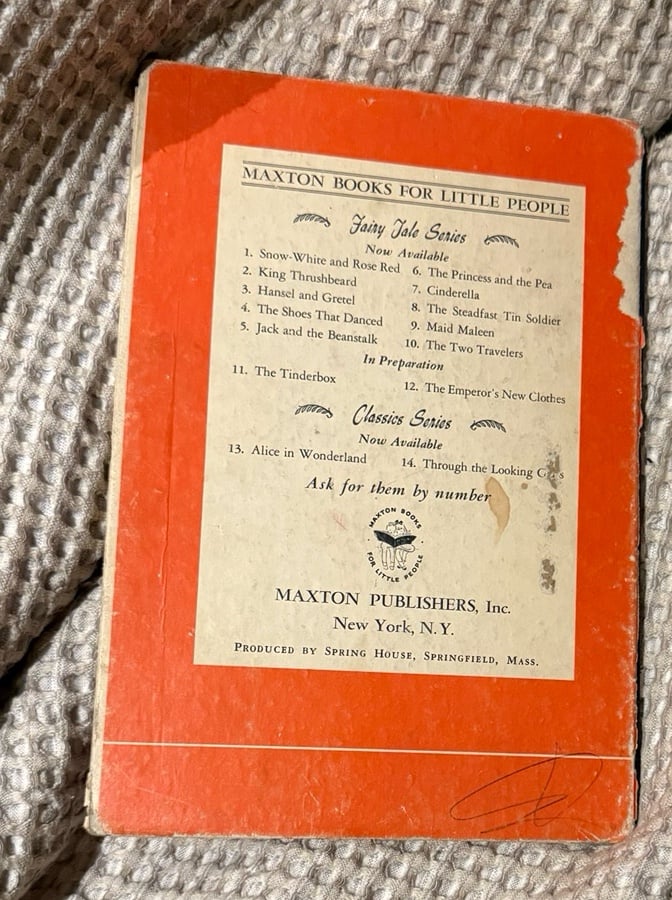 MAXTON BOOKS FOR LITTLE PEOPLE
Fairy Tale Series
Now Available
1. Snow-White and Rose Red
2. King Thrushbeard
3. Hansel and Gretel
4. The Shoes That Danced
5. Jack and the Beanstalk
6. The Princess and the Pea
7. Cinderella
8. The Steadfast Tin Soldier
9. Maid Maleen
10. The Two Travelers
In Preparation
11. The Tinderbox
12. The Emperor's New Clothes
Classics Series
Now Available
13. Alice in Wonderland
14. Through the Looking
Ask for them by number
MAXTON BOOKS
FOR LITTLE PEOPLE
MAXTON PUBLISHERS, Inc.
New York, N.Y.
PRODUCED BY SPRING HOUSE, SPRINGFIELD, MASS.